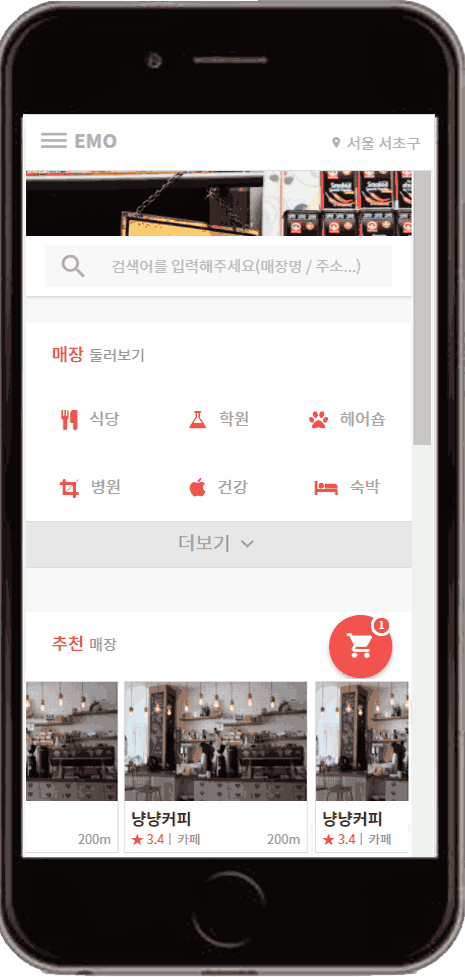 EMO 서울 서초구
Smoked
Smoked
검색어를 입력해주세요(매장명 / 주소...)
매장 둘러보기
식당 학원 헤어숍
병원 건강 숙박
더보기
추천 매장
1
냥냥커피 냥냥커피
200m ★ 3.4 | 카페 200m ★ 3.4 | 카페